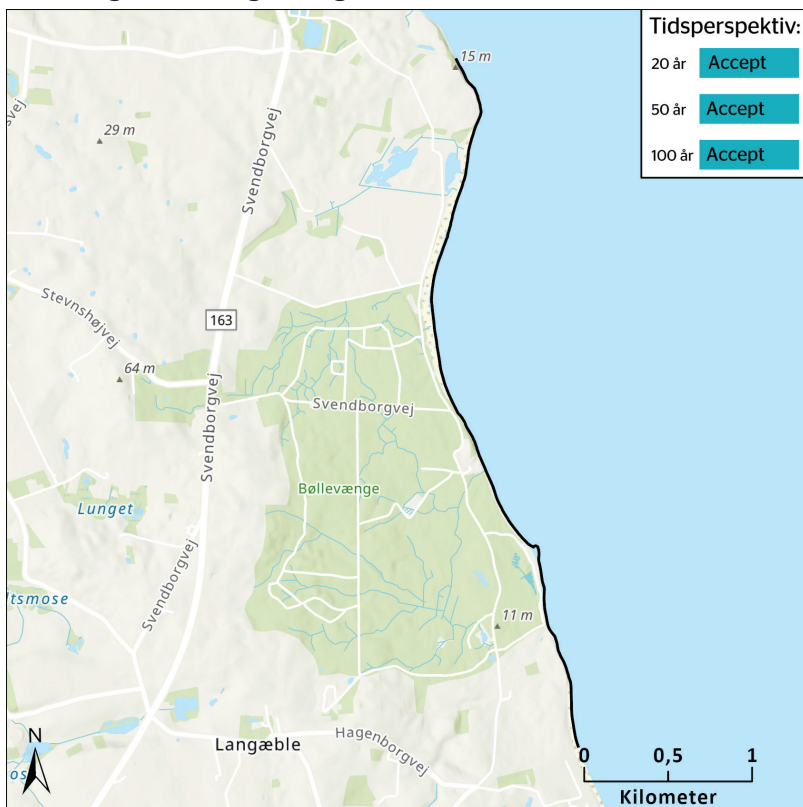 Tidsperspektiv:
20 år Accept
50 år Accept
100 år Accept
15 m
29 m
Svendborgvej
Stevnshøjvej
163
64 m
Svendborgvej
Svendborgvej
Bøllevænge
Lunget
Svendborgvej
ltsmose
11 m
Langæble
Hagenborgvej
N
0 0,5 1
Kilometer